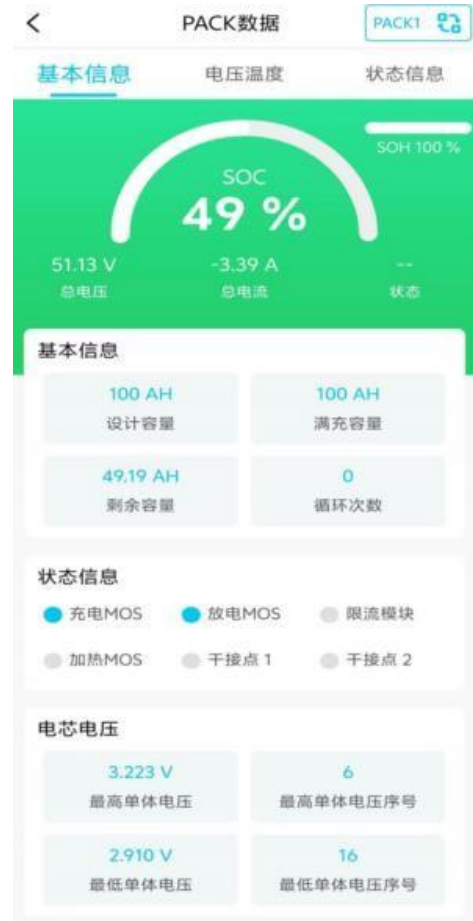 PACK数据
PACK1
基本信息 电压温度 状态信息
SOH 100 %
SOC
49 %
51.13 V -3.39 A --
总电压 总电流 状态
基本信息
100 AH 100 AH
设计容量 满充容量
49.19 AH 0
剩余容量 循环次数
状态信息
充电MOS 放电MOS 限流模块
加热MOS 干接点 1 干接点 2
电芯电压
3.223 V 6
最高单体电压 最高单体电压序号
2.910 V 16
最低单体电压 最低单体电压序号